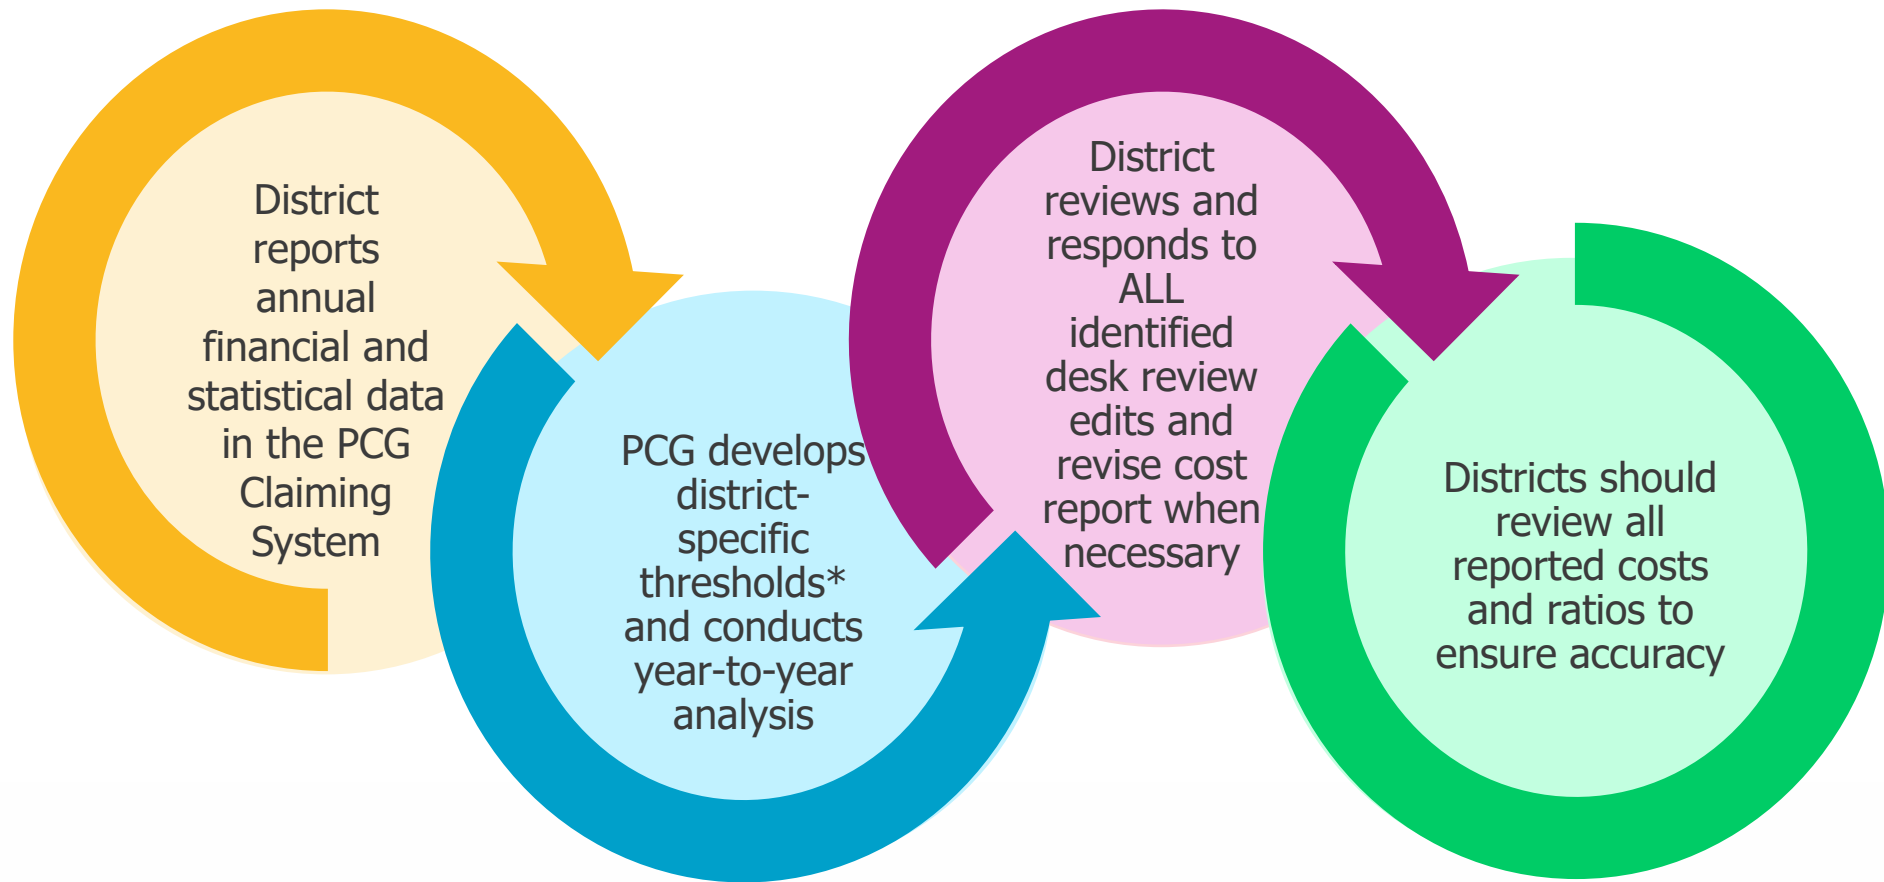 District
reports
annual
financial and
statistical data
in the PCG
Claiming
System
PCG develops
district-
specific
thresholds*
and conducts
year-to-year
analysis
District
reviews and
responds to
ALL
identified
desk review
edits and
revise cost
report when
necessary
Districts should
review all
reported costs
and ratios to
ensure accuracy